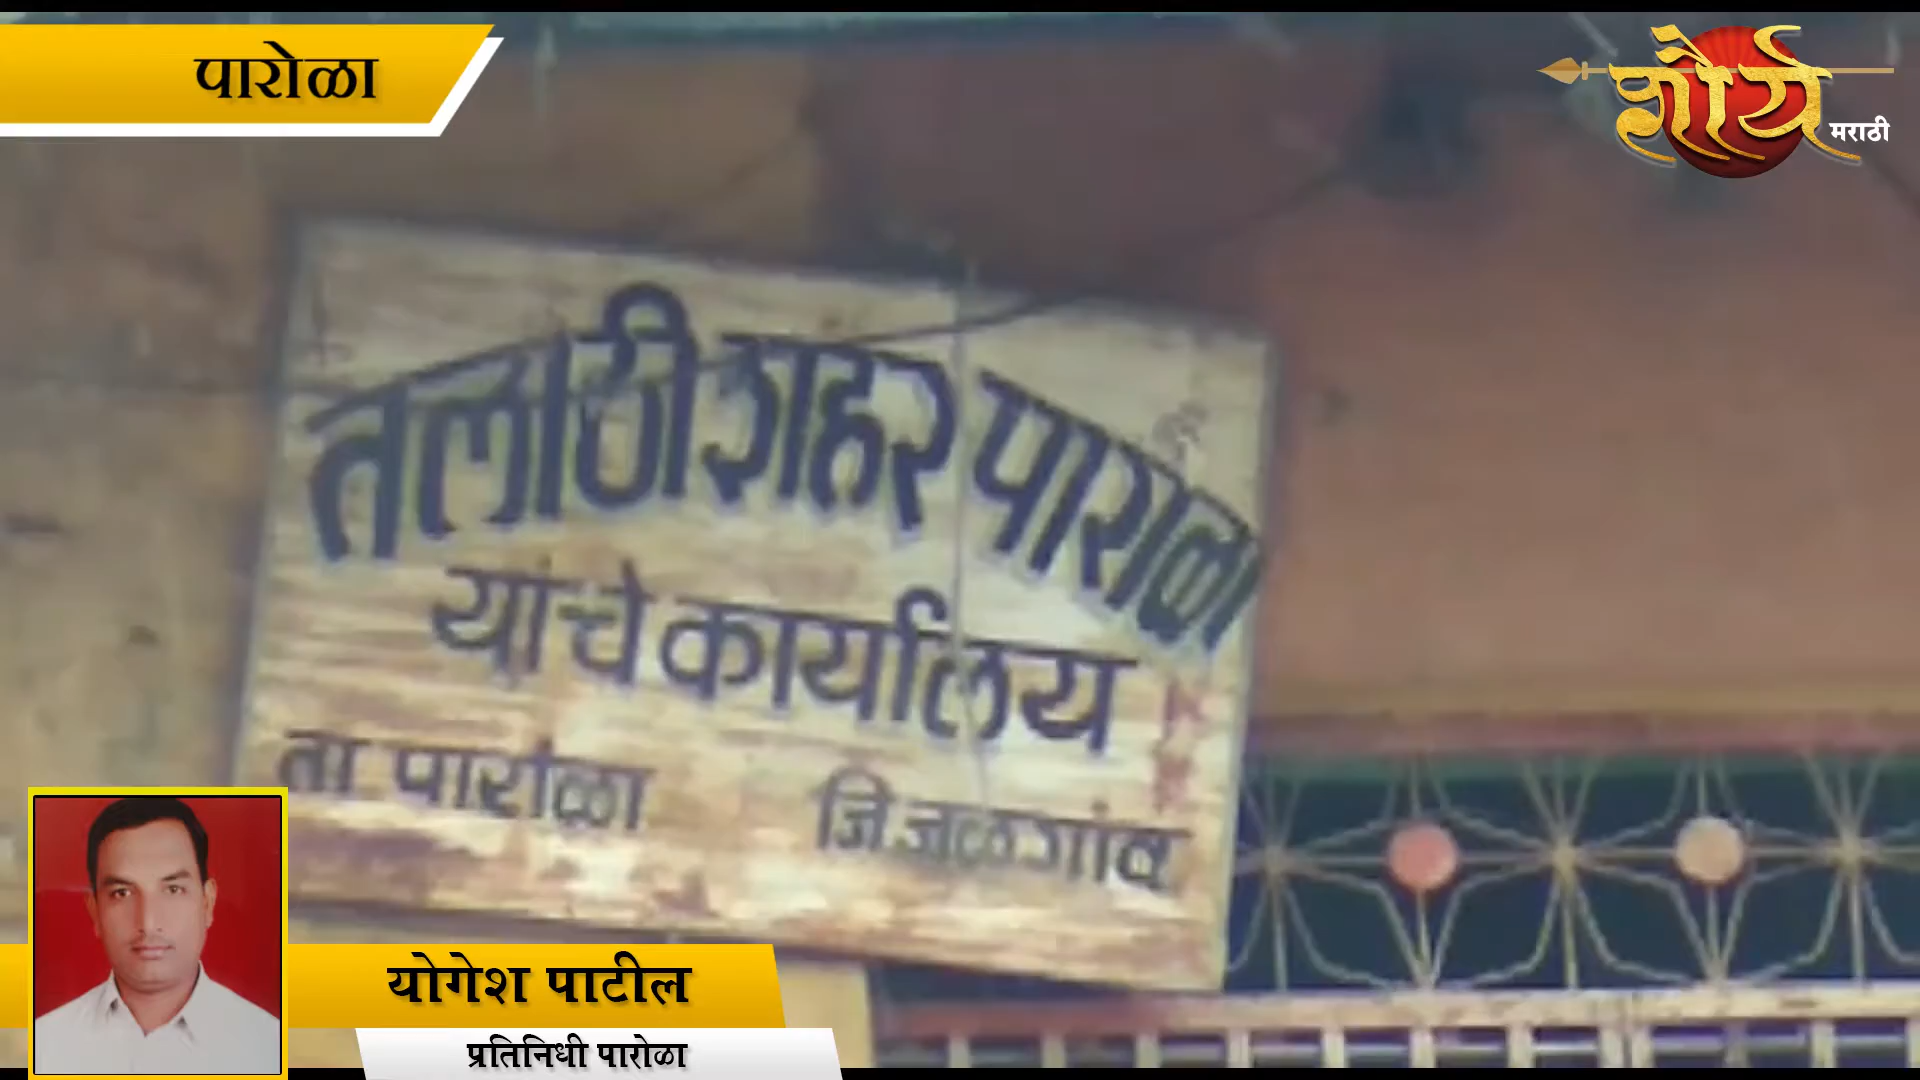 पारोळा
शौर्य
मराठी
तलाठी शहर पारोळा
यांचे कार्यालय
ता पारोळा जि जळगांव
योगेश पाटील
प्रतिनिधी पारोळा